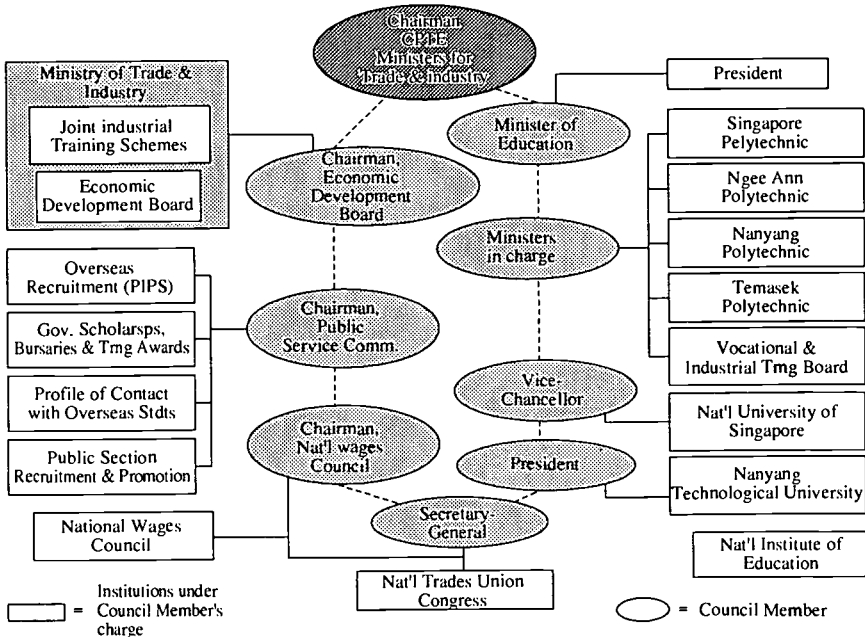 Chairman
CPTE
Ministers for
Trade & industry
Ministry of Trade &
Industry
Joint industrial
Training Schemes
Economic
Development Board
President
Minister of
Education
Chairman,
Economic
Development
Board
Singapore
Pelytechnic
Ngee Ann
Polytechnic
Ministers
in charge
Nanyang
Polytechnic
Overseas
Recruitment (PIPS)
Temasek
Polytechnic
Chairman,
Public
Service Comm.
Gov. Scholarsps,
Bursaries & Tmg Awards
Vocational &
Industrial Tmg Board
Profile of Contact
with Overseas Stdts
Vice-
Chancellor
Nat'l University of
Singapore
Chairman,
Nat'l wages
Council
Public Section
Recruitment & Promotion
President
Nanyang
Technological University
Secretary-
General
National Wages
Council
Nat'l Institute of
Education
Nat'l Trades Union
Congress
= Institutions under
Council Member's
charge
= Council Member